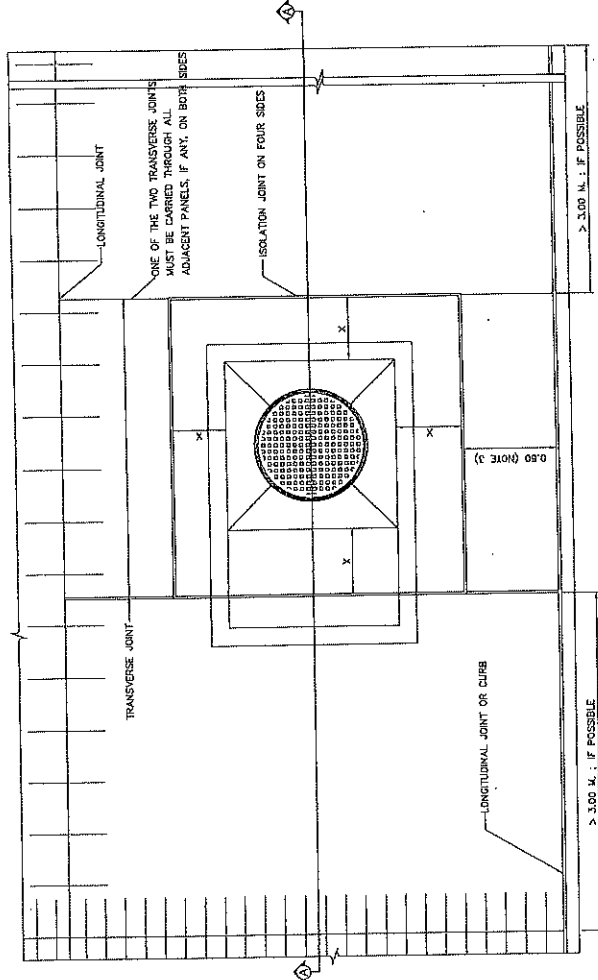 A
LONGITUDINAL JOINT
ONE OF THE TWO TRANSVERSE JOINTS
MUST BE CARRIED THROUGH ALL
ADJACENT PANELS, IF ANY, ON BOTH SIDES
ISOLATION JOINT ON FOUR SIDES
> 3.00 M. : IF POSSIBLE
X
X
X
X
0.60 (NOTE 3)
TRANSVERSE JOINT
LONGITUDINAL JOINT OR CURB
> 3.00 M. : IF POSSIBLE
A